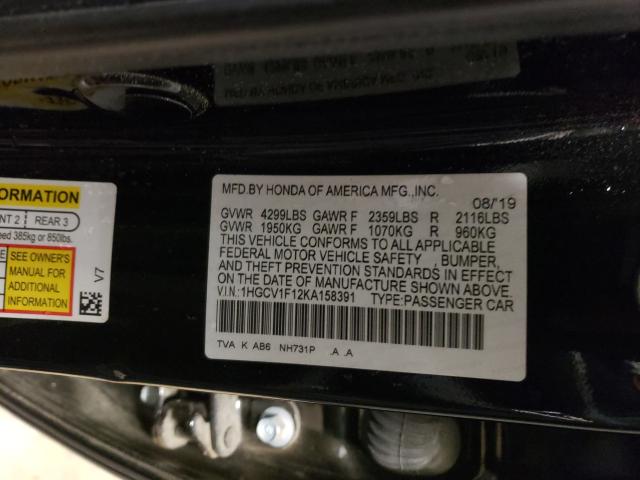 ORMATION
NT 2 REAR 3
eed 385kg or 850lbs.
SEE OWNER'S
MANUAL FOR
ADDITIONAL
INFORMATION
V7
MFD.BY HONDA OF AMERICA MFG.,INC.
08/'19
GVWR 4299LBS GAWR F 2359LBS R 2116LBS
GVWR 1950KG GAWR F 1070KG R 960KG
THIS VEHICLE CONFORMS TO ALL APPLICABLE
FEDERAL MOTOR VEHICLE SAFETY , BUMPER,
AND THEFT PREVENTION STANDARDS IN EFFECT
ON THE DATE OF MANUFACTURE SHOWN ABOVE.
V.I.N.:1HGCV1F12KA158391 TYPE:PASSENGER CAR
TVA K AB6 NH731P .A .A